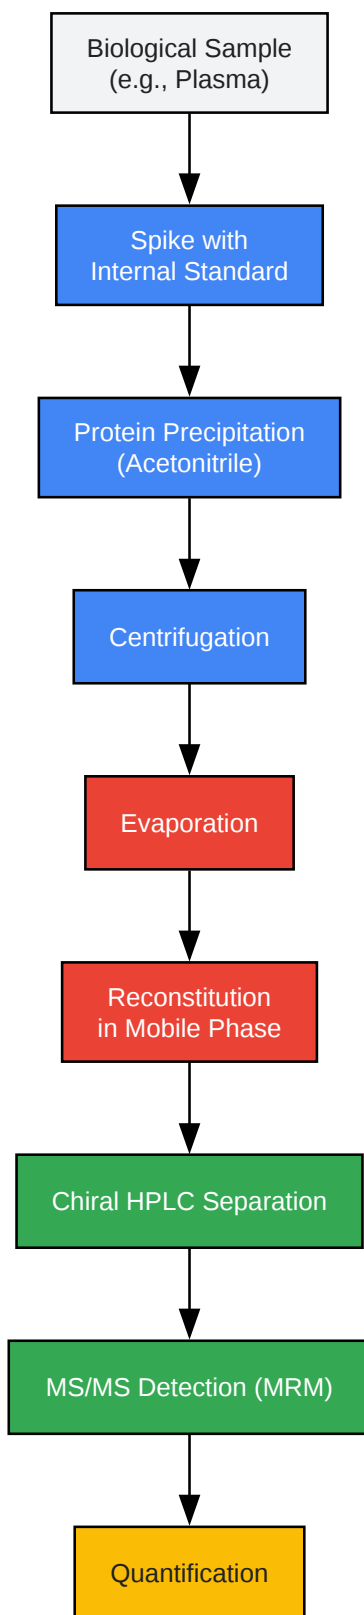 Biological Sample
(e.g., Plasma)
Spike with
Internal Standard
Protein Precipitation
(Acetonitrile)
Centrifugation
Evaporation
Reconstitution
in Mobile Phase
Chiral HPLC Separation
MS/MS Detection (MRM)
Quantification